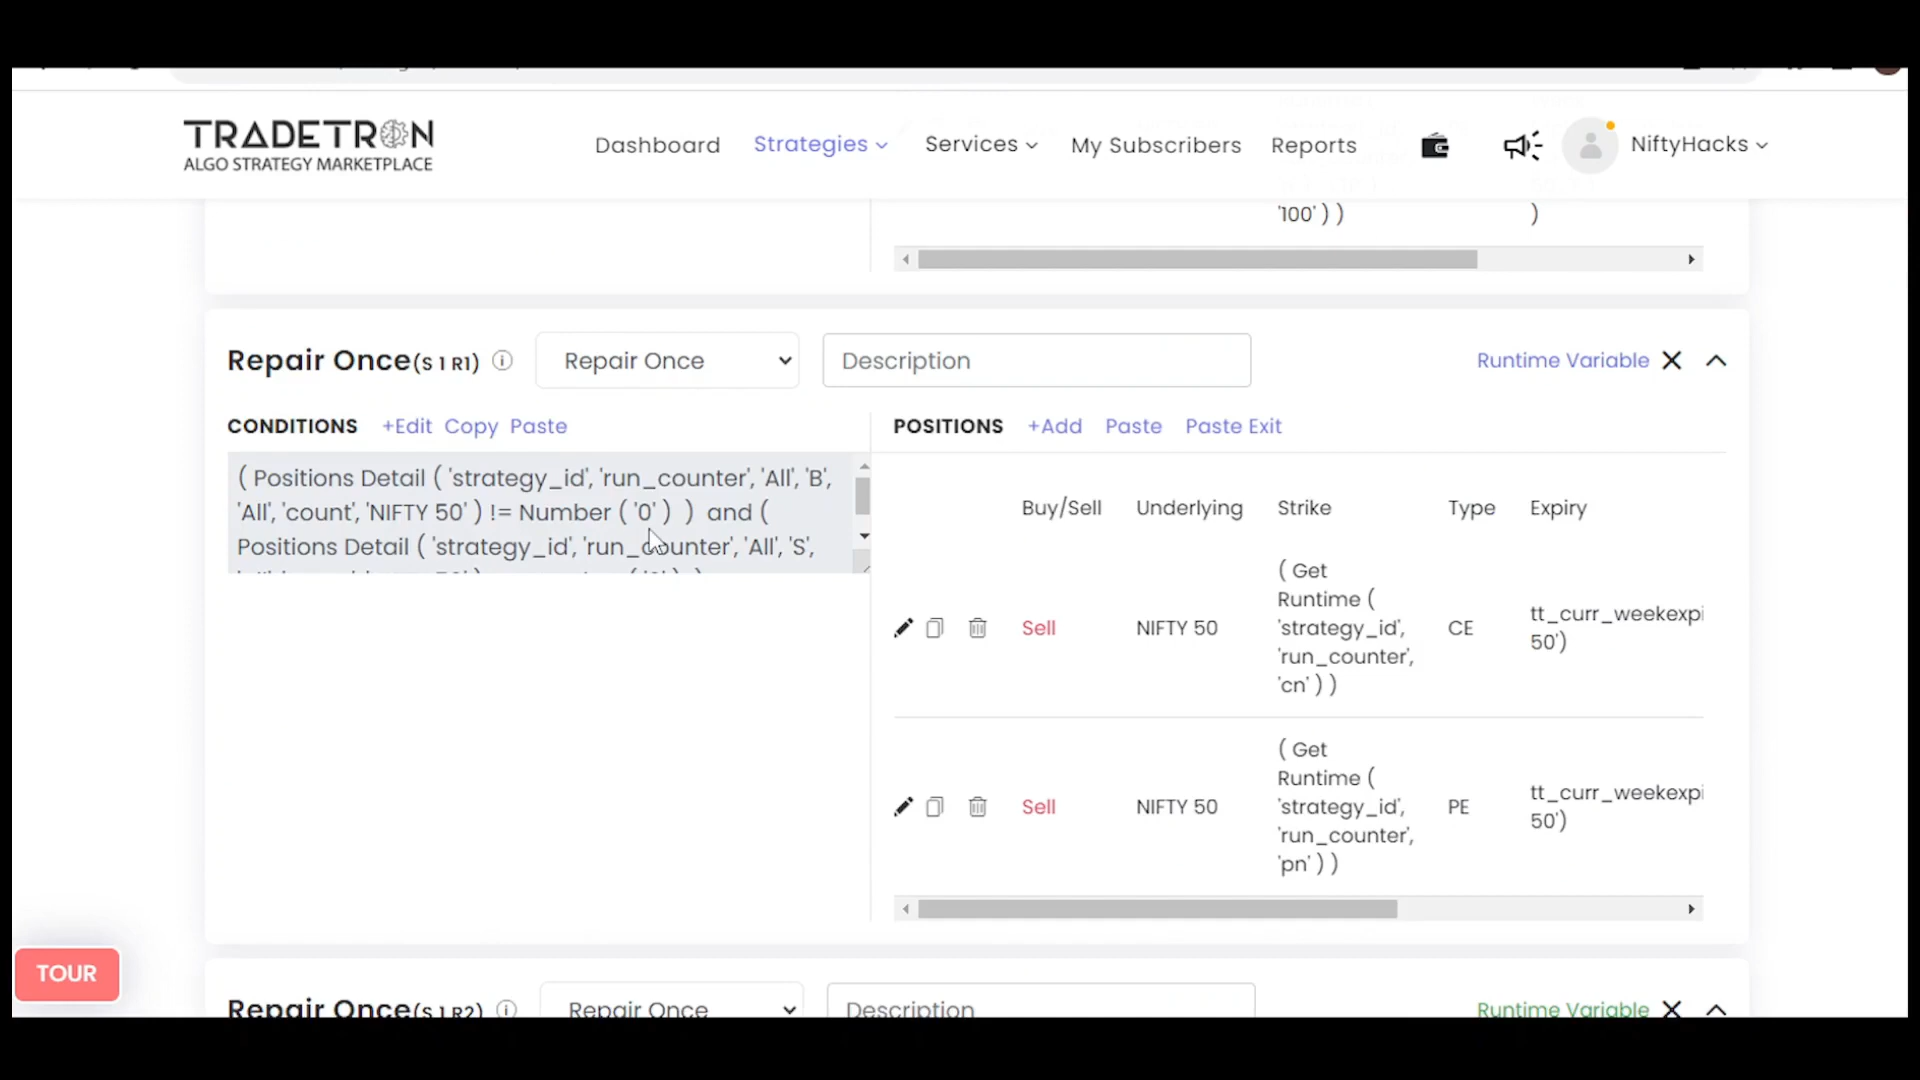 TRADETRON
ALGO STRATEGY MARKETPLACE
Dashboard
Strategies
Services
My Subscribers
Reports
NiftyHacks
'100' ) )
)
Repair Once(S 1 R1)
Repair Once
Description
Runtime Variable
CONDITIONS
+Edit
Copy
Paste
POSITIONS
+Add
Paste
Paste Exit
( Positions Detail ( 'strategy_id', 'run_counter', 'All', 'B',
'All', 'count', 'NIFTY 50' ) != Number ( '0' ) ) and (
Positions Detail ( 'strategy_id', 'run_counter', 'All', 'S',
Buy/Sell
Underlying
Strike
Type
Expiry
Sell
NIFTY 50
( Get
Runtime (
'strategy_id',
'run_counter',
'cn' ) )
CE
tt_curr_weekexpi
50')
Sell
NIFTY 50
( Get
Runtime (
'strategy_id',
'run_counter',
'pn' ) )
PE
tt_curr_weekexpi
50')
TOUR
Repair Once(S 1 R2)
Repair Once
Description
Runtime Variable